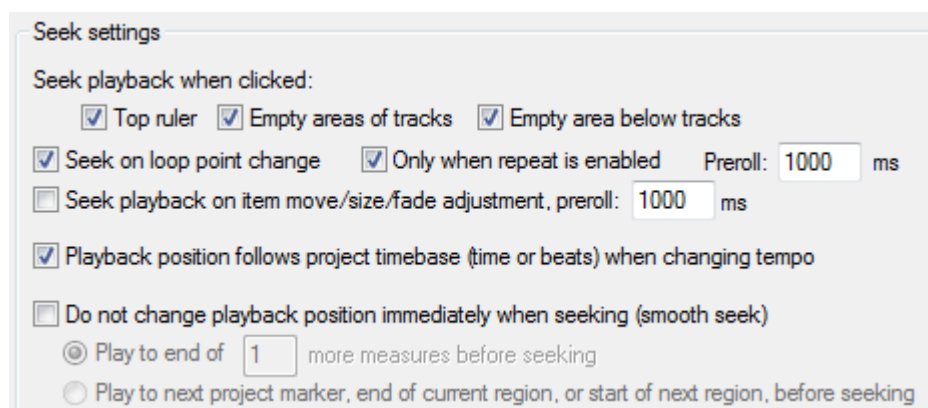 Seek settings
Seek playback when clicked:
Top ruler Empty areas of tracks Empty area below tracks
Seek on loop point change Only when repeat is enabled Preroll: 1000 ms
Seek playback on item move/size/fade adjustment, preroll: 1000 ms
Playback position follows project timebase (time or beats) when changing tempo
Do not change playback position immediately when seeking (smooth seek)
Play to end of 1 more measures before seeking
Play to next project marker, end of current region, or start of next region, before seeking